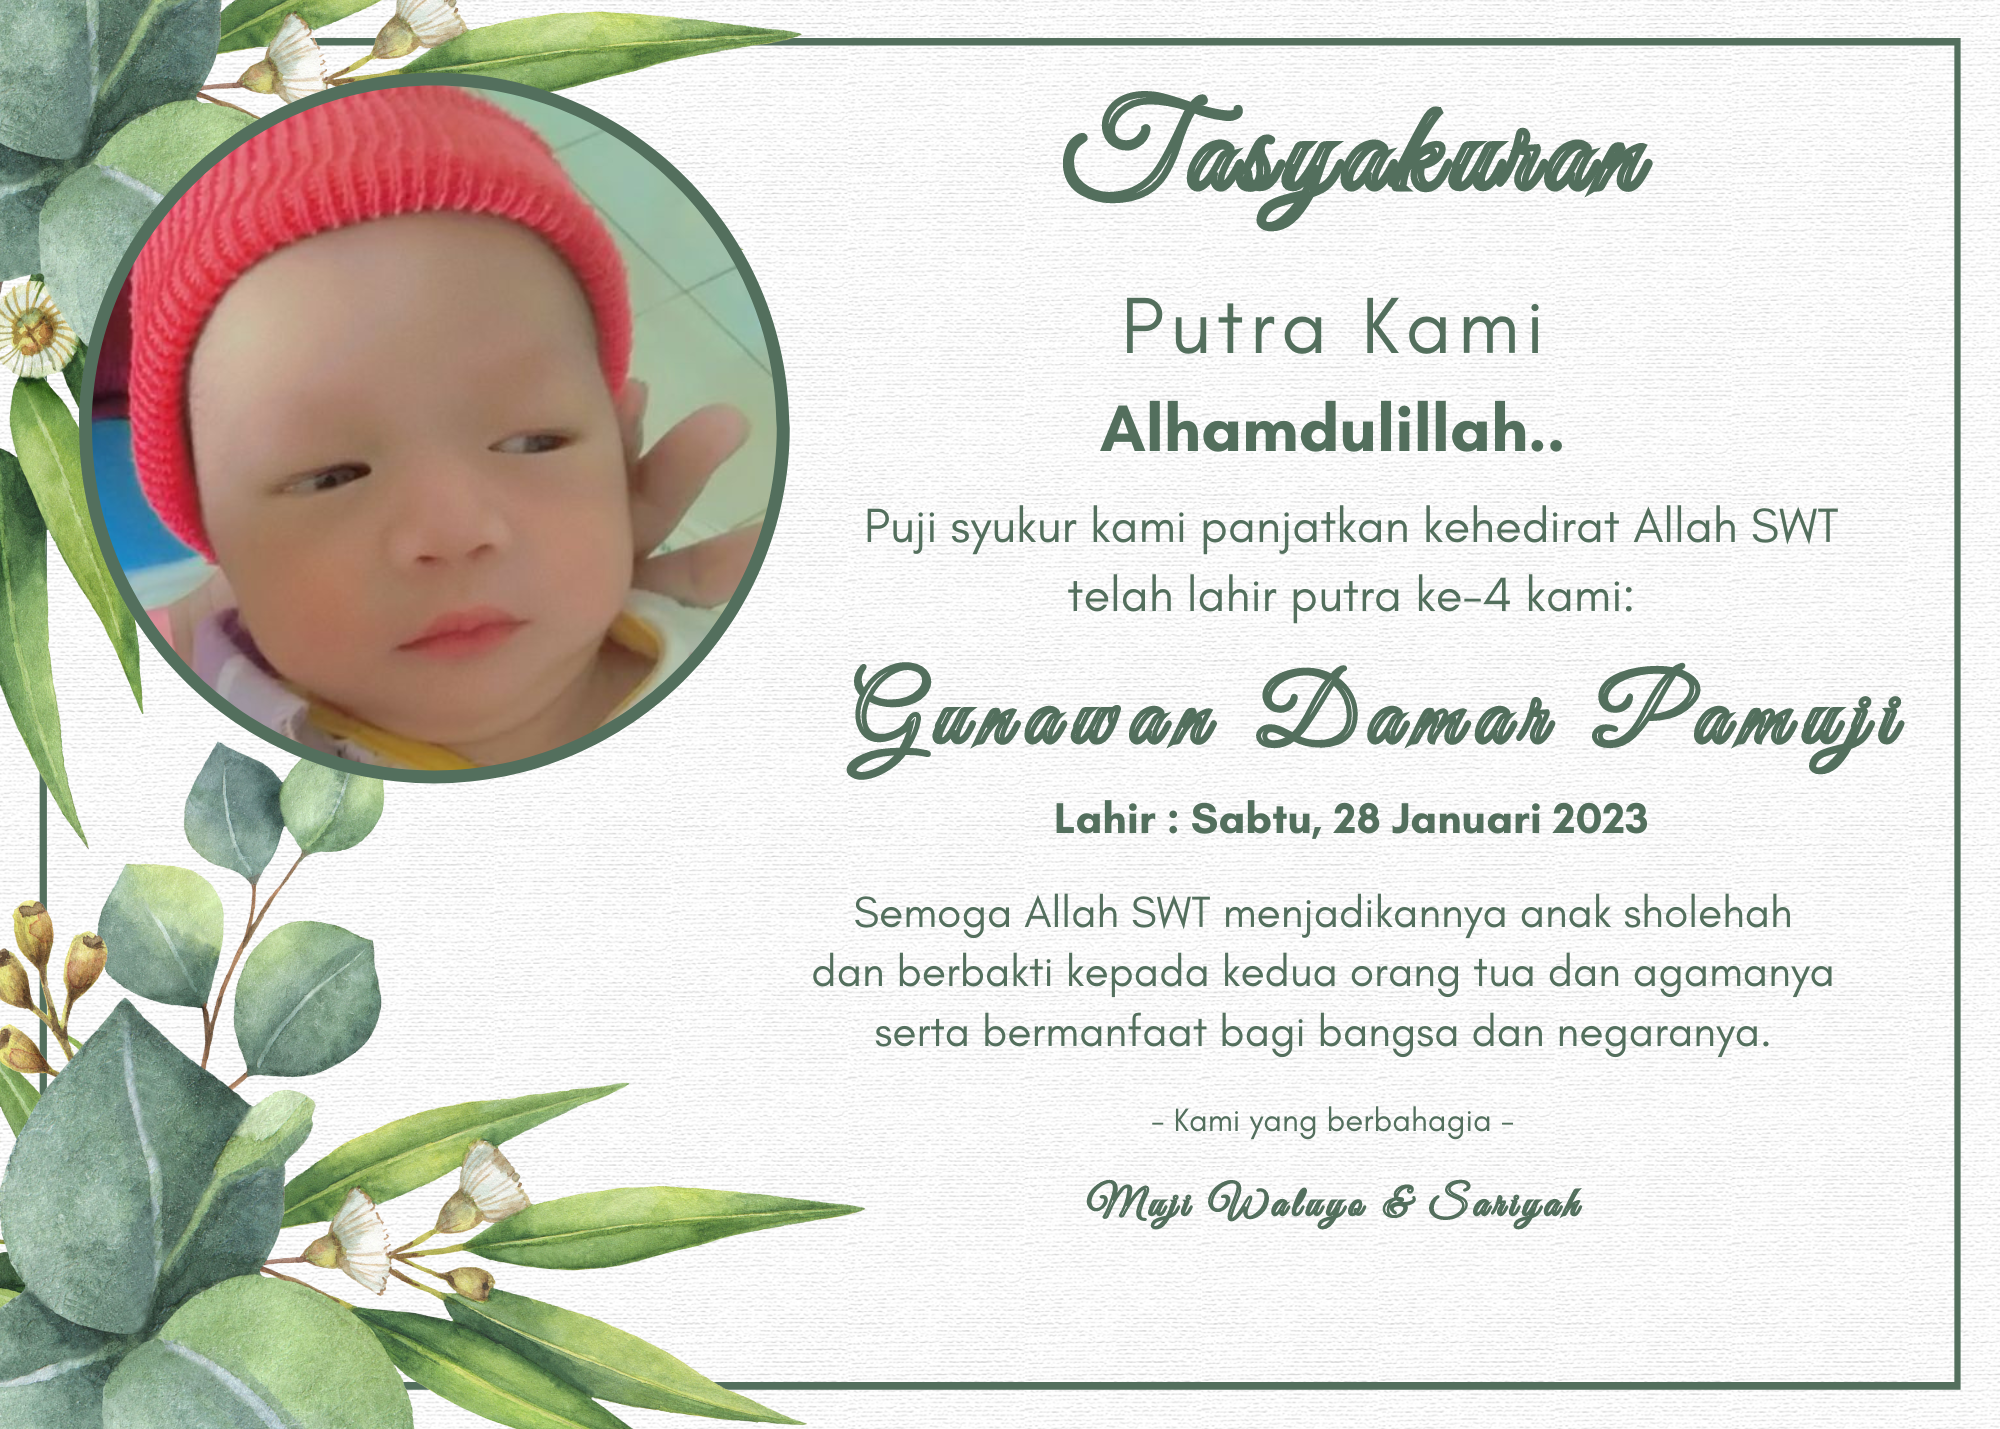 Tasyakuran
Putra Kami
Alhamdulillah..
Puji syukur kami panjatkan kehedirat Allah SWT
telah lahir putra ke-4 kami:
Gunawan Damar Pamuji
Lahir : Sabtu, 28 Januari 2023
Semoga Allah SWT menjadikannya anak sholehah
dan berbakti kepada kedua orang tua dan agamanya
serta bermanfaat bagi bangsa dan negaranya.
- Kami yang berbahagia -
Muji Waluyo & Sariyah